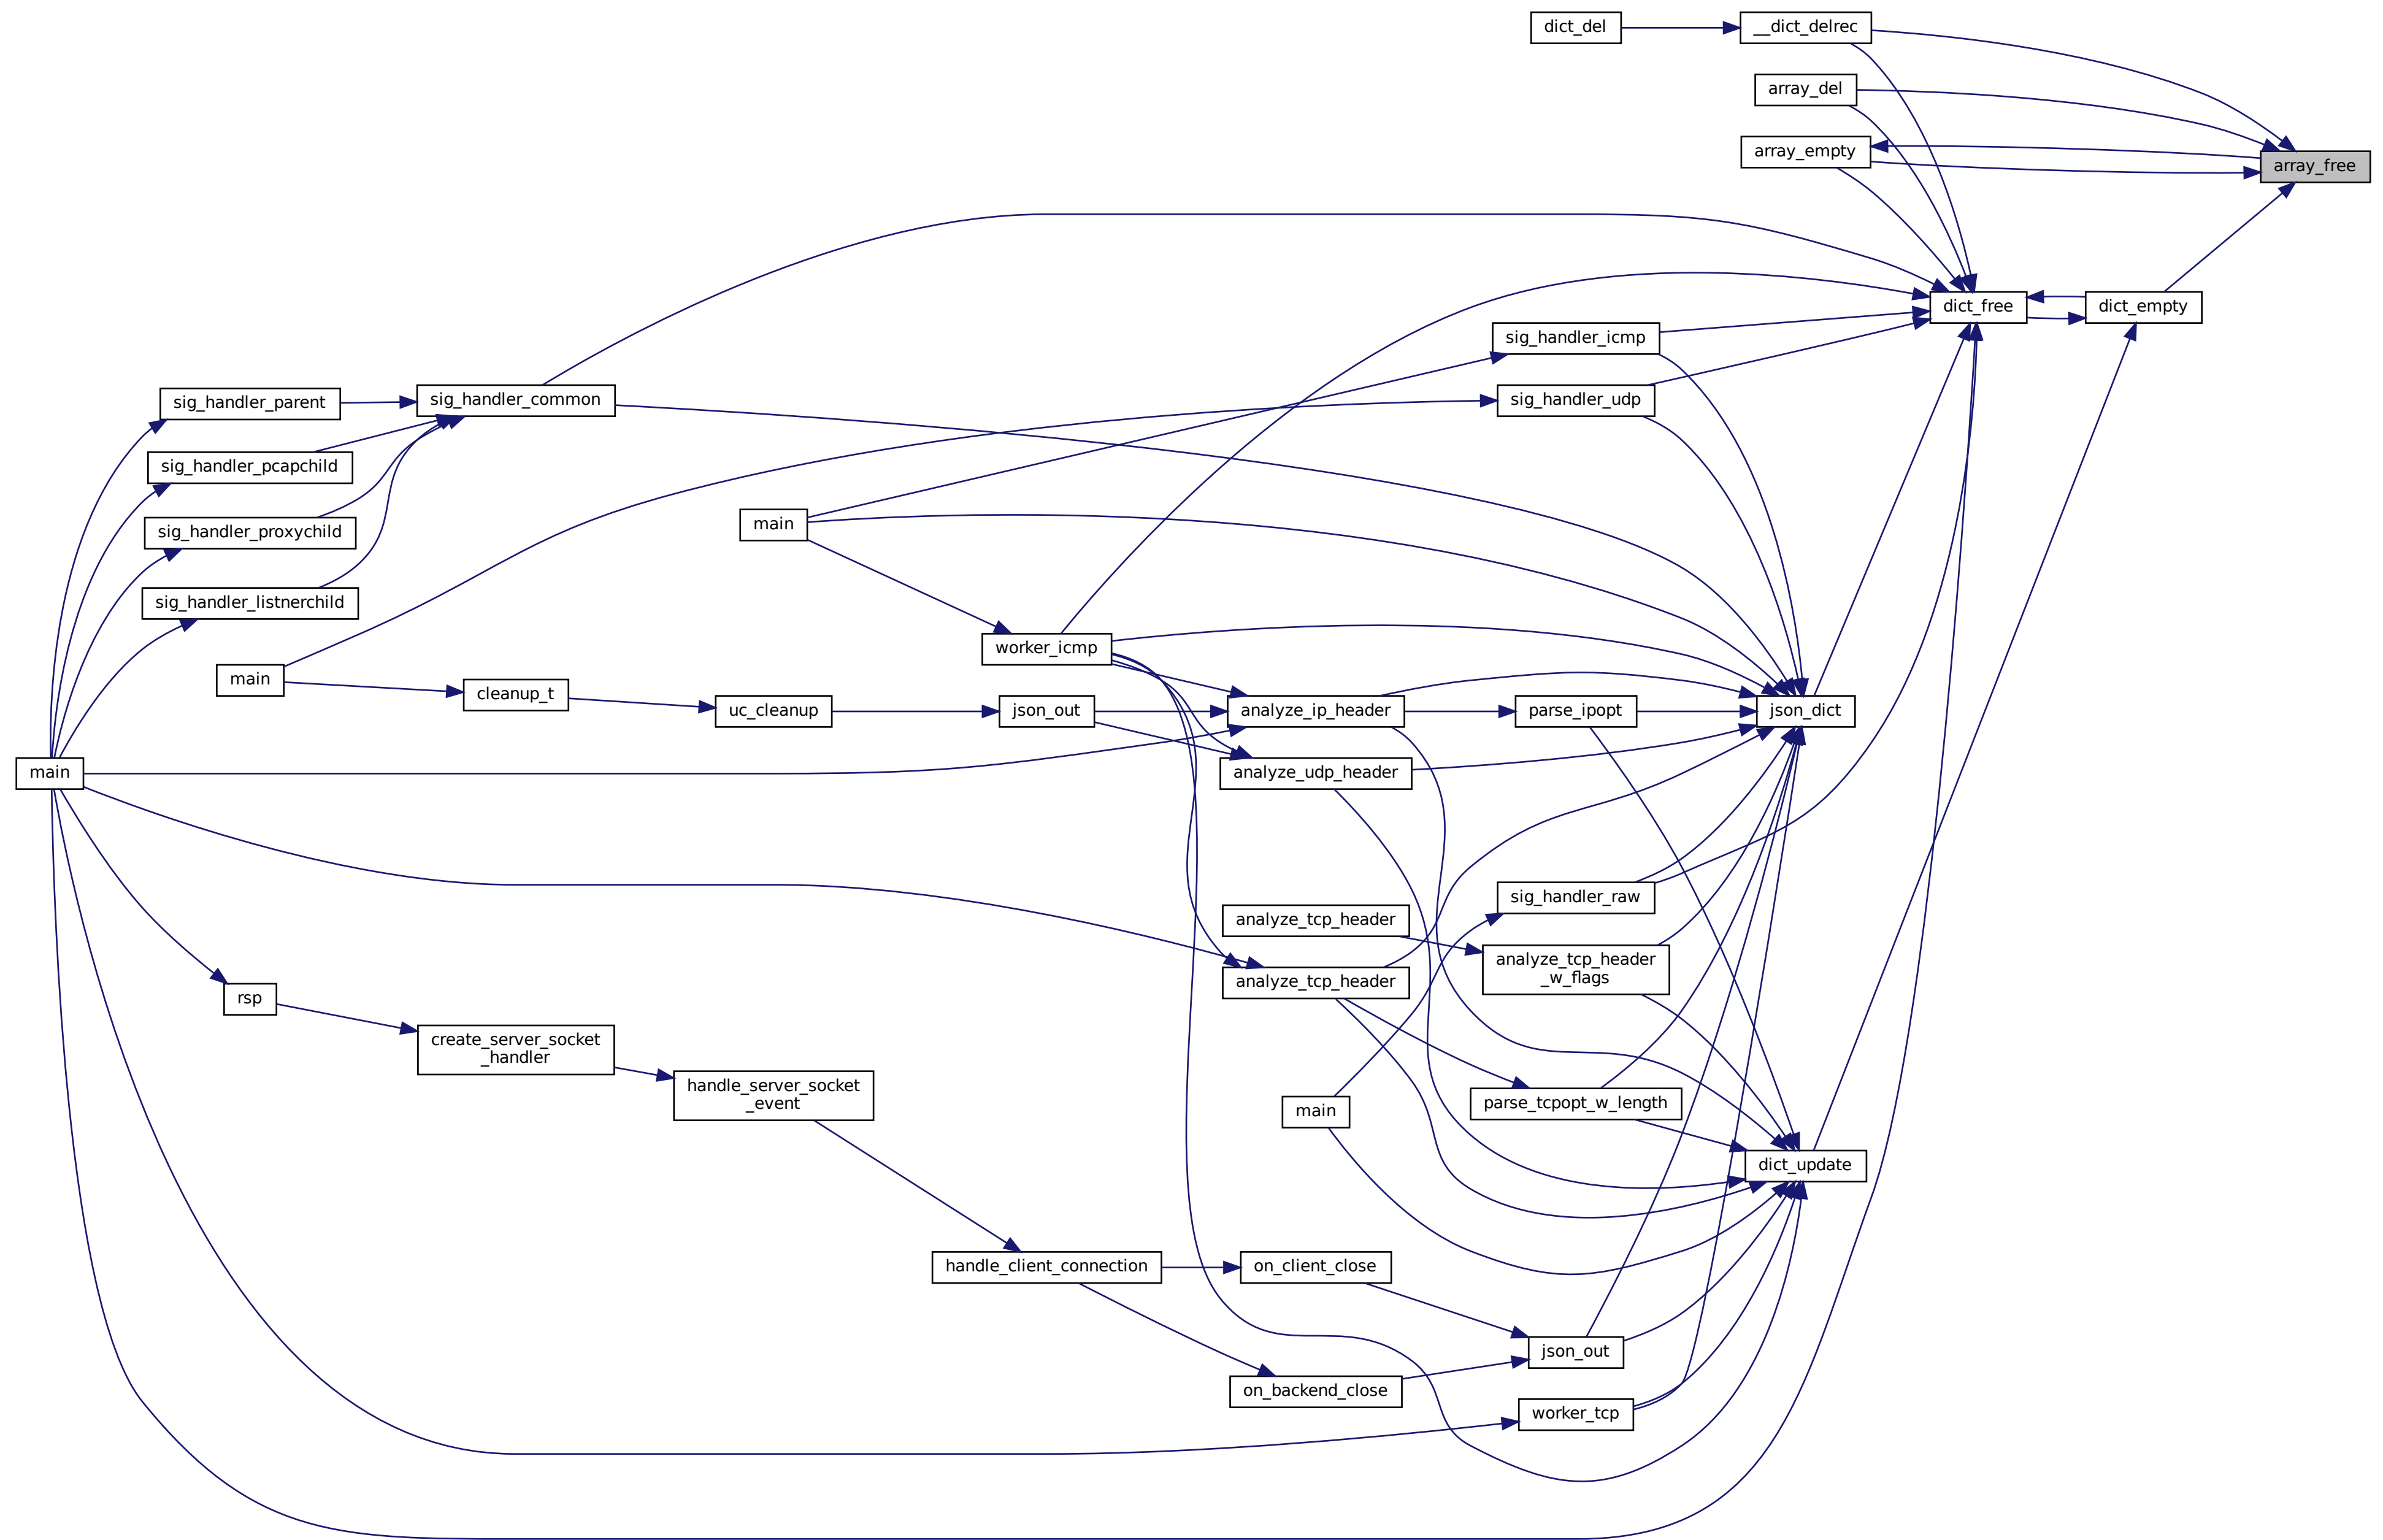 dict_del
__dict_delrec
array_del
array_empty
array_free
dict_free
dict_empty
sig_handler_icmp
sig_handler_parent
sig_handler_common
sig_handler_udp
sig_handler_pcapchild
main
sig_handler_proxychild
sig_handler_listnerchild
worker_icmp
main
cleanup_t
uc_cleanup
json_out
analyze_ip_header
parse_ipopt
json_dict
main
analyze_udp_header
sig_handler_raw
analyze_tcp_header
analyze_tcp_header
_w_flags
analyze_tcp_header
rsp
create_server_socket
_handler
handle_server_socket
_event
main
parse_tcpopt_w_length
dict_update
handle_client_connection
on_client_close
json_out
on_backend_close
worker_tcp